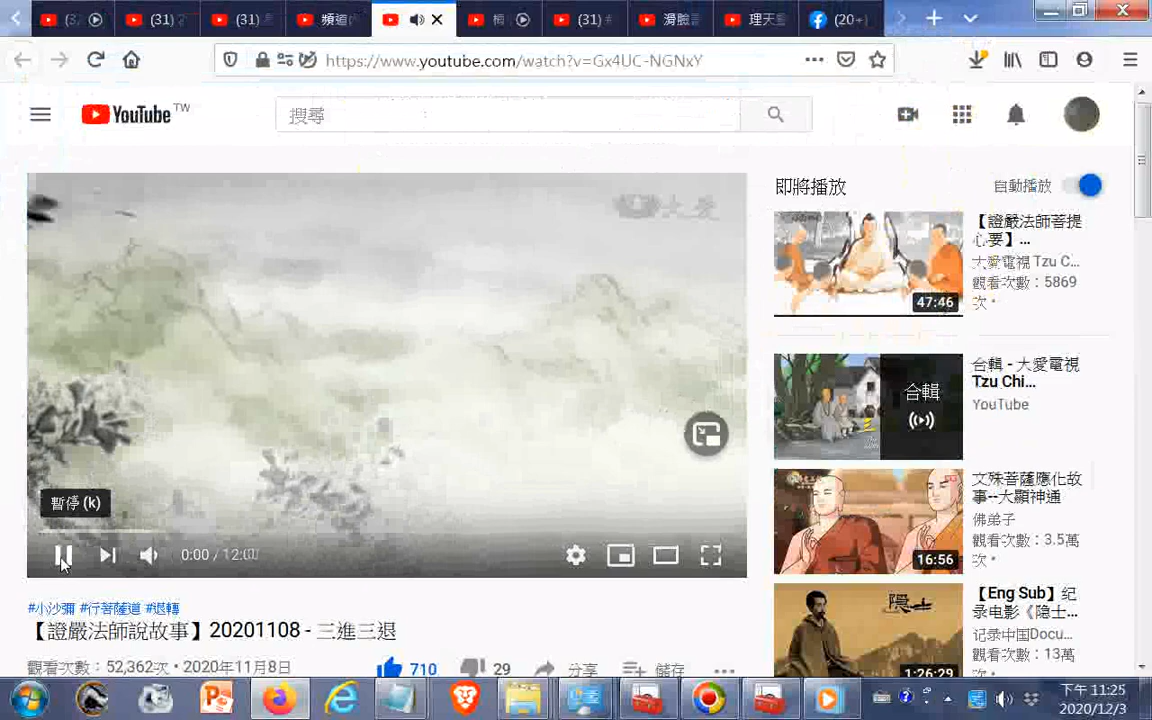 (31)
(31)
頻道
(31) #
滑臉
理天
(20+)
https://www.youtube.com/watch?v=Gx4UC-NGNxY
YouTube TW
搜尋
大愛
即將播放
自動播放
【證嚴法師菩提
心要】...
大愛電視 Tzu C...
觀看次數：5869
次 •
47:46
合輯 - 大愛電視
Tzu Chi...
YouTube
合輯
文殊菩薩應化故
事--大顯神通
佛弟子
觀看次數：3.5萬
次 •
16:56
【Eng Sub】纪
录电影《隐士...
记录中国Docu...
觀看次數：13萬
次 •
隱士
1:26:29
暫停 (k)
0:00 / 12:00
#小沙彌 #行菩薩道 #退轉
【證嚴法師說故事】20201108 - 三進三退
觀看次數：52,362次 • 2020年11月8日
710
29
分享
儲存
下午 11:25
2020/12/3